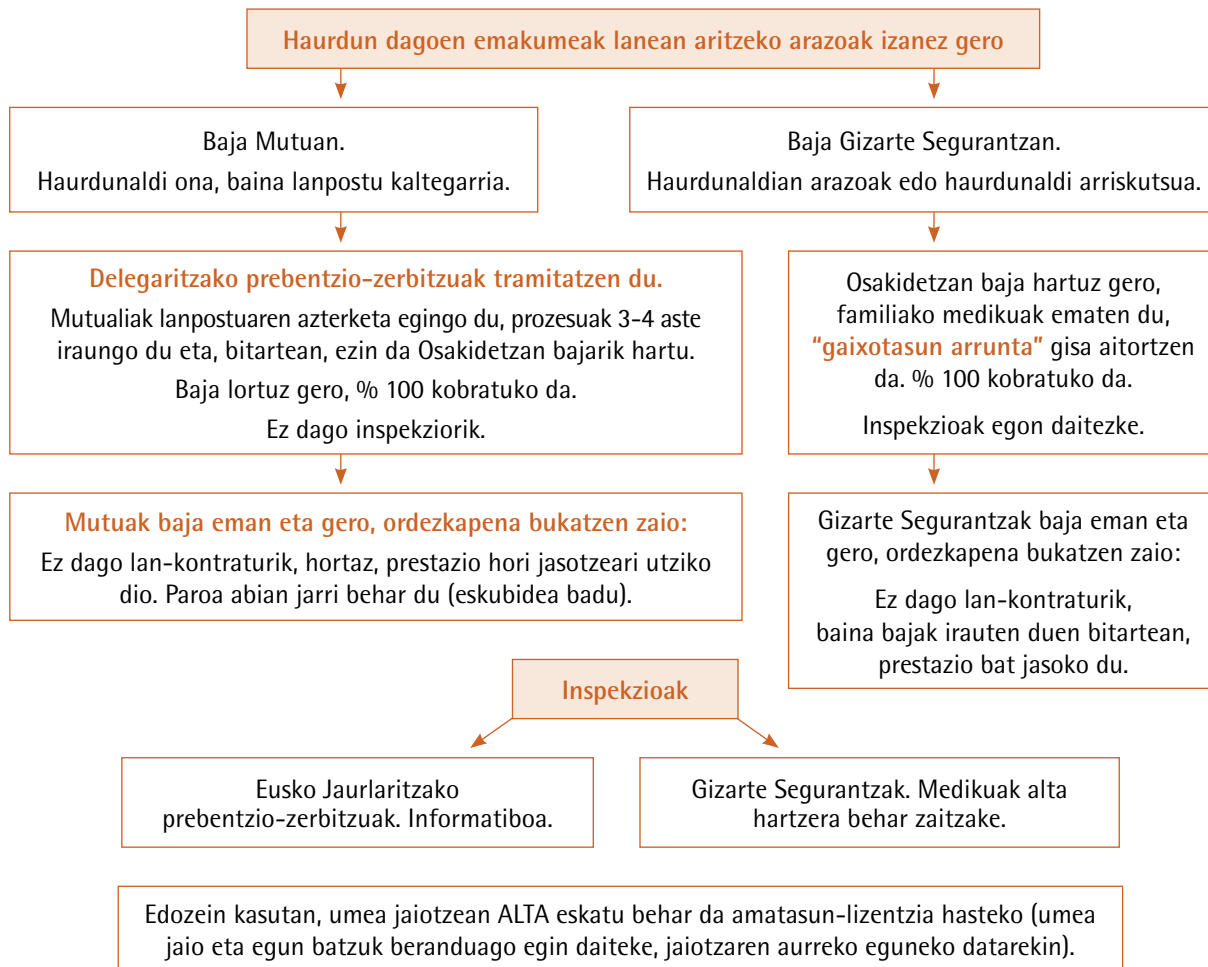 Haurdun dagoen emakumeak lanean aritzeko arazoak izanez gero
Baja Mutuan.
Haurdunaldi ona, baina lanpostu kaltegarria.
Baja Gizarte Segurantzan.
Haurdunaldian arazoak edo haurdunaldi arriskutsua.
Delegaritzako prebentzio-zerbitzuak tramitatzen du.
Mutualiak lanpostuaren azterketa egingo du, prozesuak 3-4 aste
iraungo du eta, bitartean, ezin da Osakidetzan bajarik hartu.
Baja lortuz gero, % 100 kobratuko da.
Ez dago inspekziorik.
Osakidetzan baja hartuz gero,
familiako medikuak ematen du,
"gaixotasun arrunta" gisa aitortzen
da. % 100 kobratuko da.
Inspekzioak egon daitezke.
Mutuak baja eman eta gero, ordezkapena bukatzen zaio:
Ez dago lan-kontraturik, hortaz, prestazio hori jasotzeari utziko
dio. Paroa abian jarri behar du (eskubidea badu).
Gizarte Segurantzak baja eman eta
gero, ordezkapena bukatzen zaio:
Ez dago lan-kontraturik,
baina bajak irauten duen bitartean,
prestazio bat jasoko du.
Inspekzioak
Eusko Jaurlaritzako
prebentzio-zerbitzuak. Informatiboa.
Gizarte Segurantzak. Medikuak alta
hartzera behar zaitzake.
Edozein kasutan, umea jaiotzean ALTA eskatu behar da amatasun-lizentzia hasteko (umea
jaio eta egun batzuk beranduago egin daiteke, jaiotzaren aurreko eguneko datarekin).